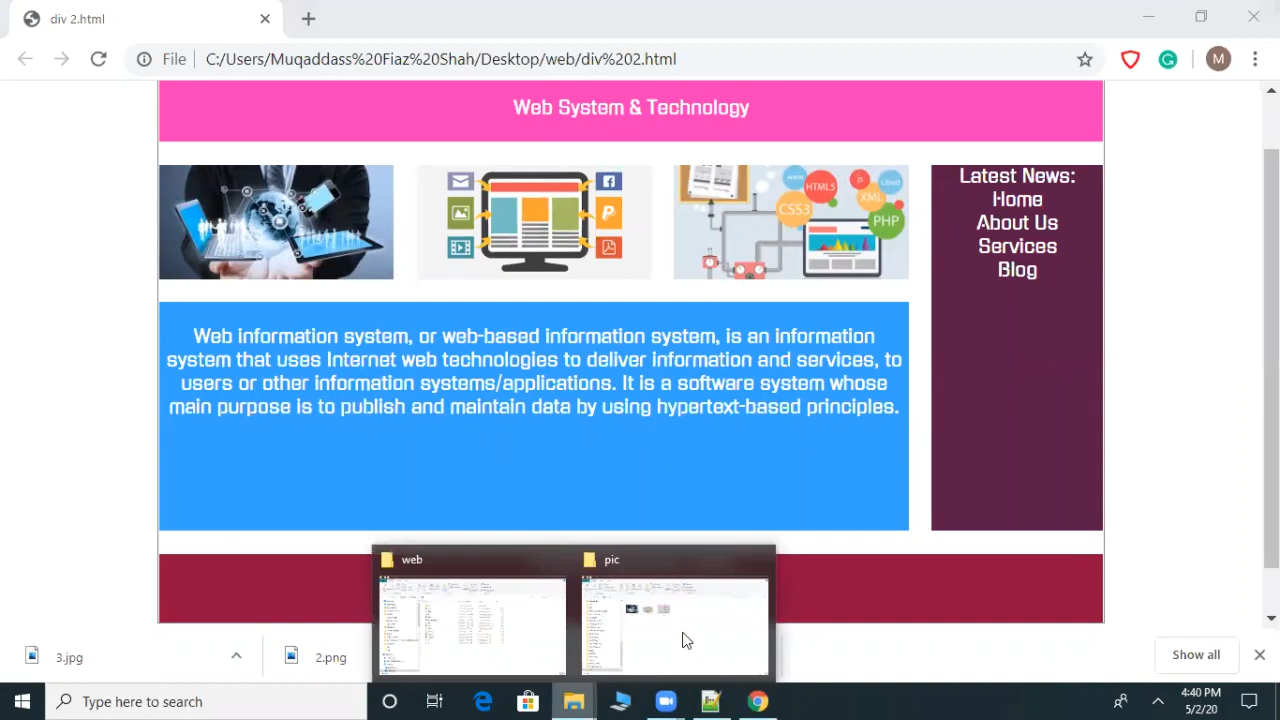 div 2.html
File C:/Users/Muqaddass%20Fiaz%20Shah/Desktop/web/div%202.html
M
Web System & Technology
www
HTML5
CSS3
js
XML
Cloud
PHP
Latest News:
Home
About Us
Services
Blog
Web information system, or web-based information
system that uses Internet web technologies to deliver information and services, to
users or other information systems/applications. It is a software system whose
main purpose is to publish and maintain data by using hypertext-based principles.
web
pic
3.jpg
2.png
Show all
Type here to search
4:40 PM
5/2/20